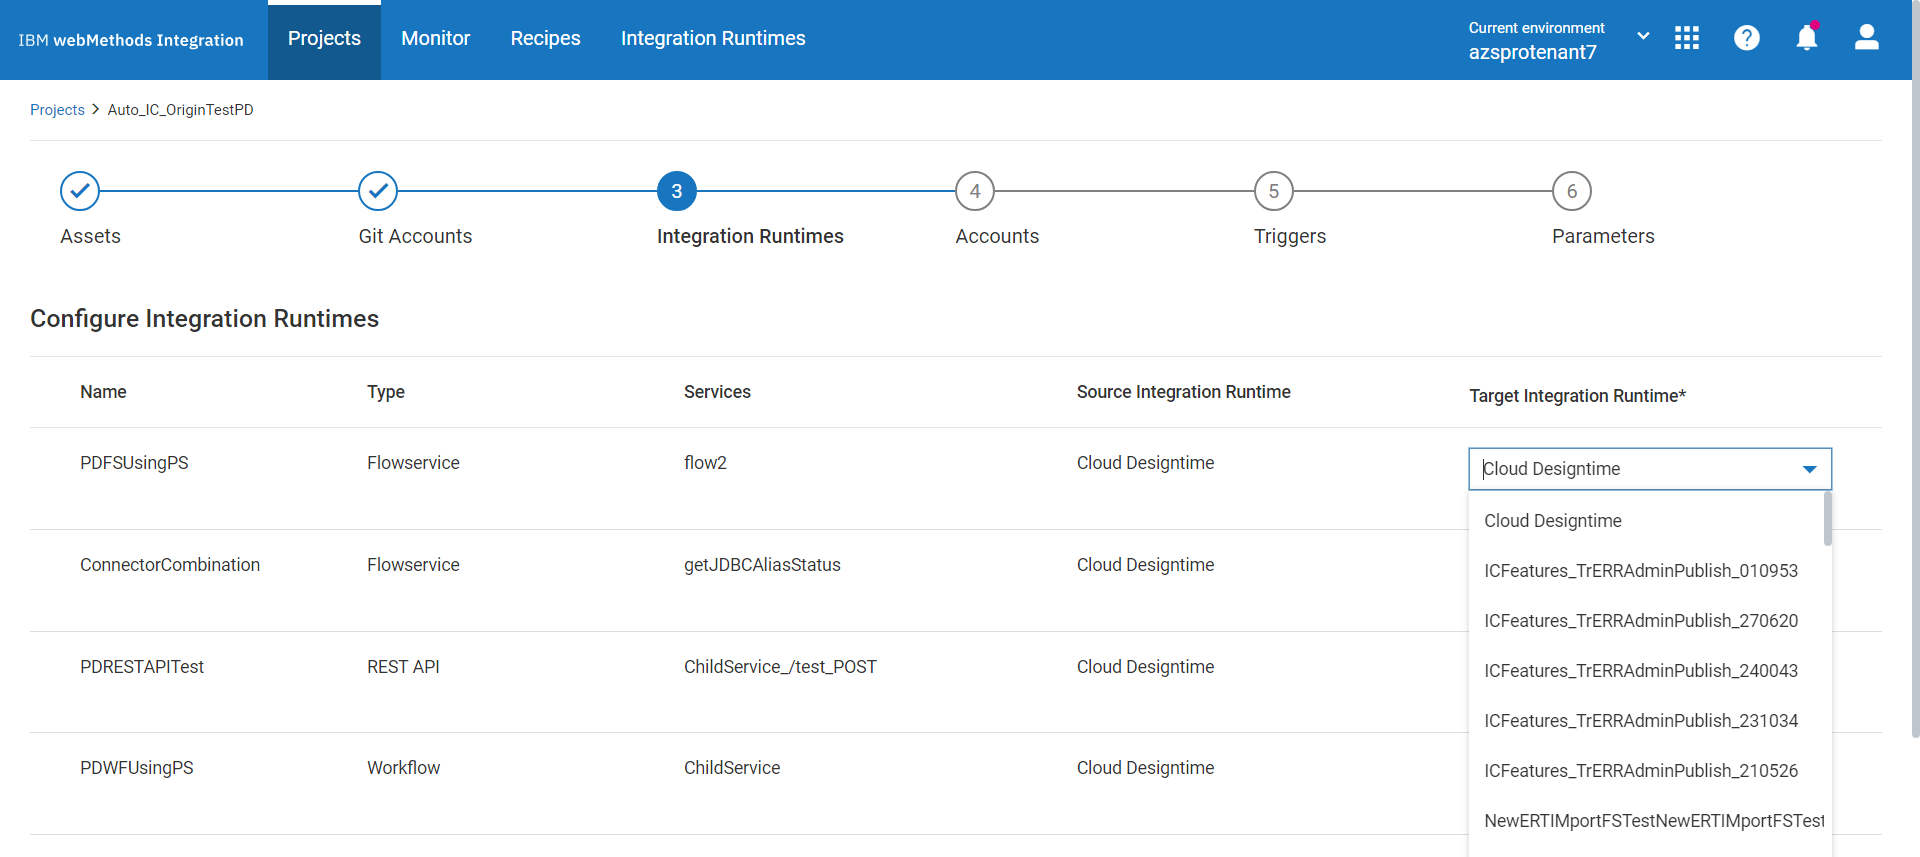 IBM webMethods Integration
Projects
Monitor
Recipes
Integration Runtimes
Current environment
azsprotenant7
?
Projects > Auto_IC_OriginTestPD
3
4
5
6
Assets
Git Accounts
Integration Runtimes
Accounts
Triggers
Parameters
Configure Integration Runtimes
Name
Type
Services
Source Integration Runtime
Target Integration Runtime*
PDFSUsingPS
Flowservice
flow2
Cloud Designtime
Cloud Designtime
Cloud Designtime
ConnectorCombination
Flowservice
getJDBCAliasStatus
Cloud Designtime
ICFeatures_TrERRAdminPublish_010953
ICFeatures_TrERRAdminPublish_270620
PDRESTAPITest
REST API
ChildService_/test_POST
Cloud Designtime
ICFeatures_TrERRAdminPublish_240043
ICFeatures_TrERRAdminPublish_231034
PDWFUsingPS
Workflow
ChildService
Cloud Designtime
ICFeatures_TrERRAdminPublish_210526
NewERTIMportFSTestNewERTIMportFSTest